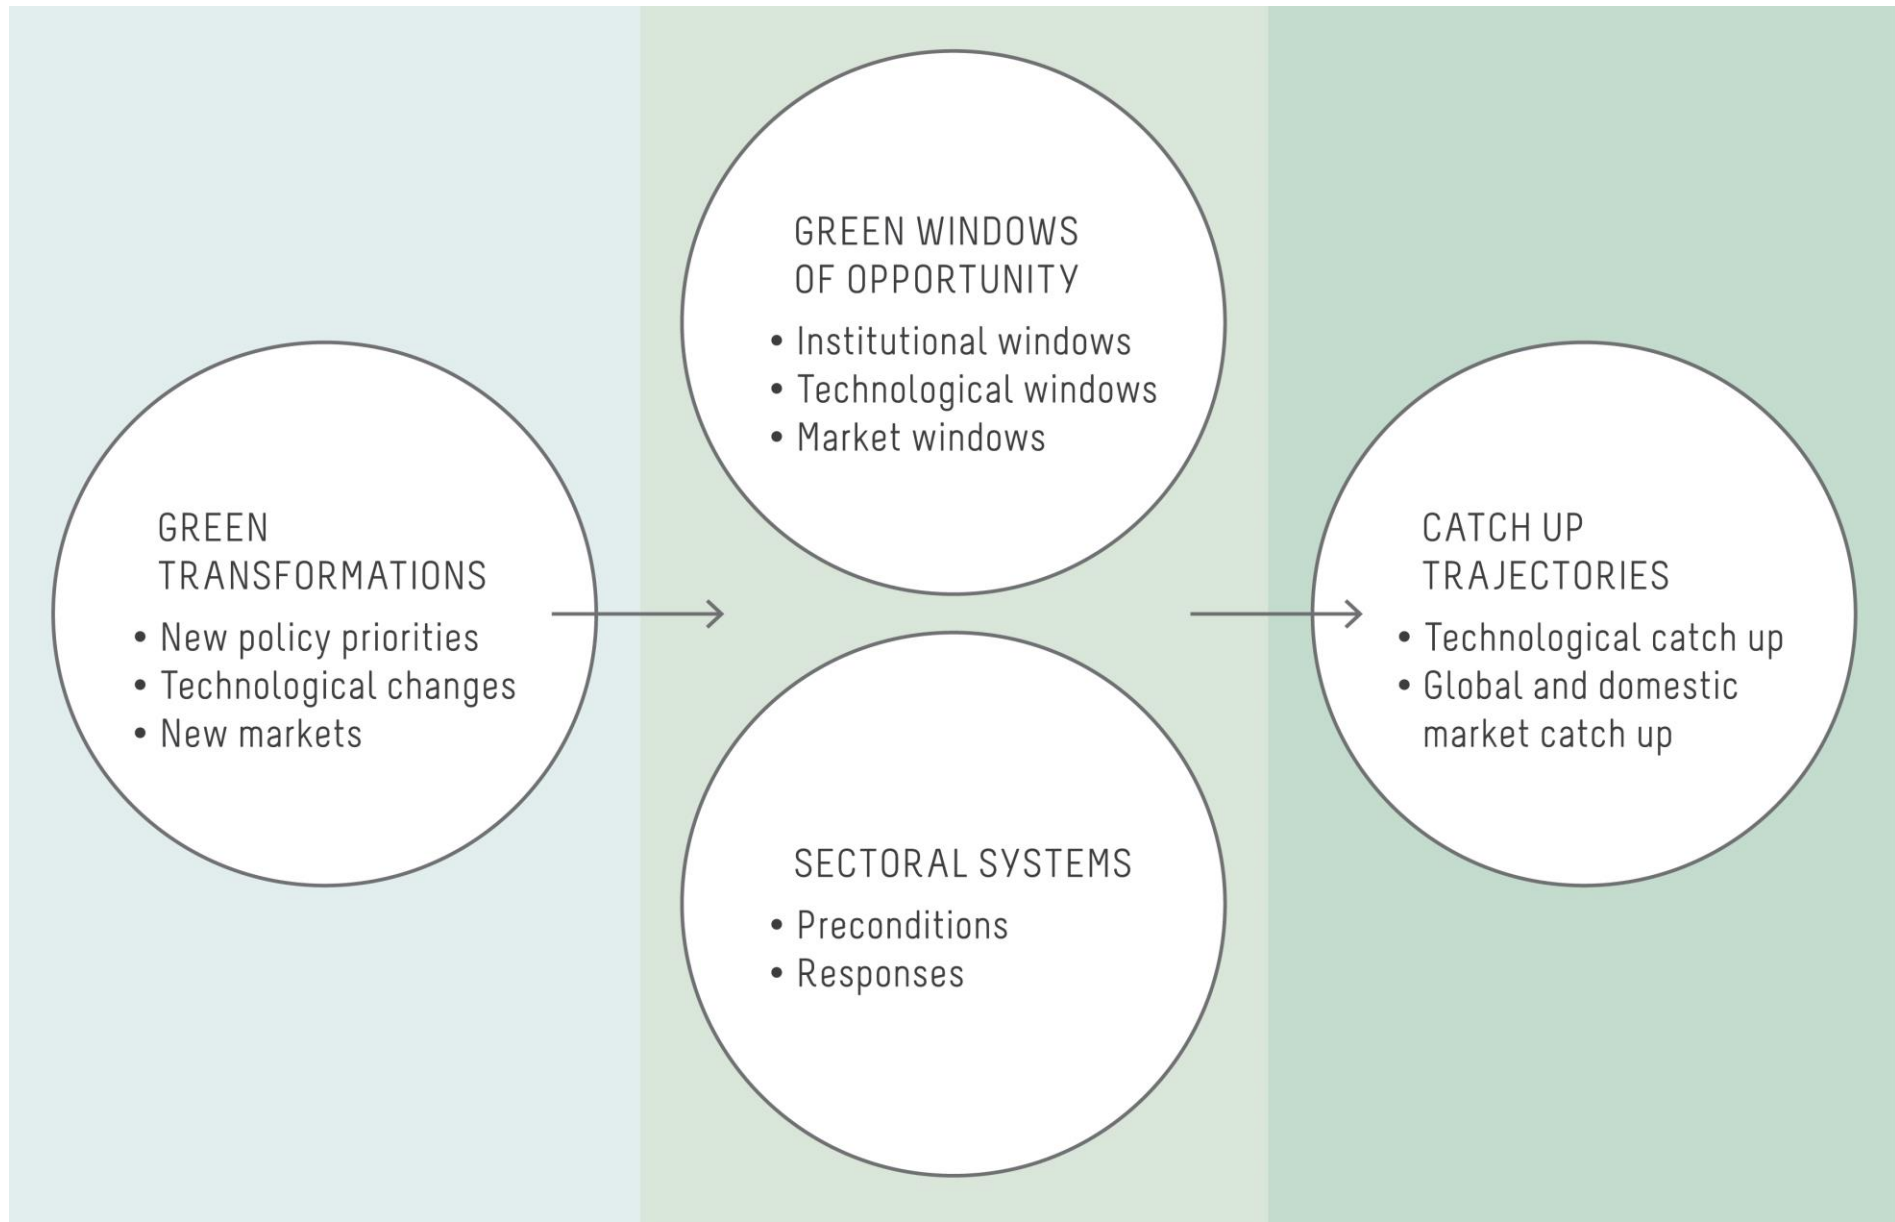 GREEN
TRANSFORMATIONS
• New policy priorities
• Technological changes
• New markets
GREEN WINDOWS
OF OPPORTUNITY
• Institutional windows
• Technological windows
• Market windows
SECTORAL SYSTEMS
• Preconditions
• Responses
CATCH UP
TRAJECTORIES
• Technological catch up
• Global and domestic
market catch up